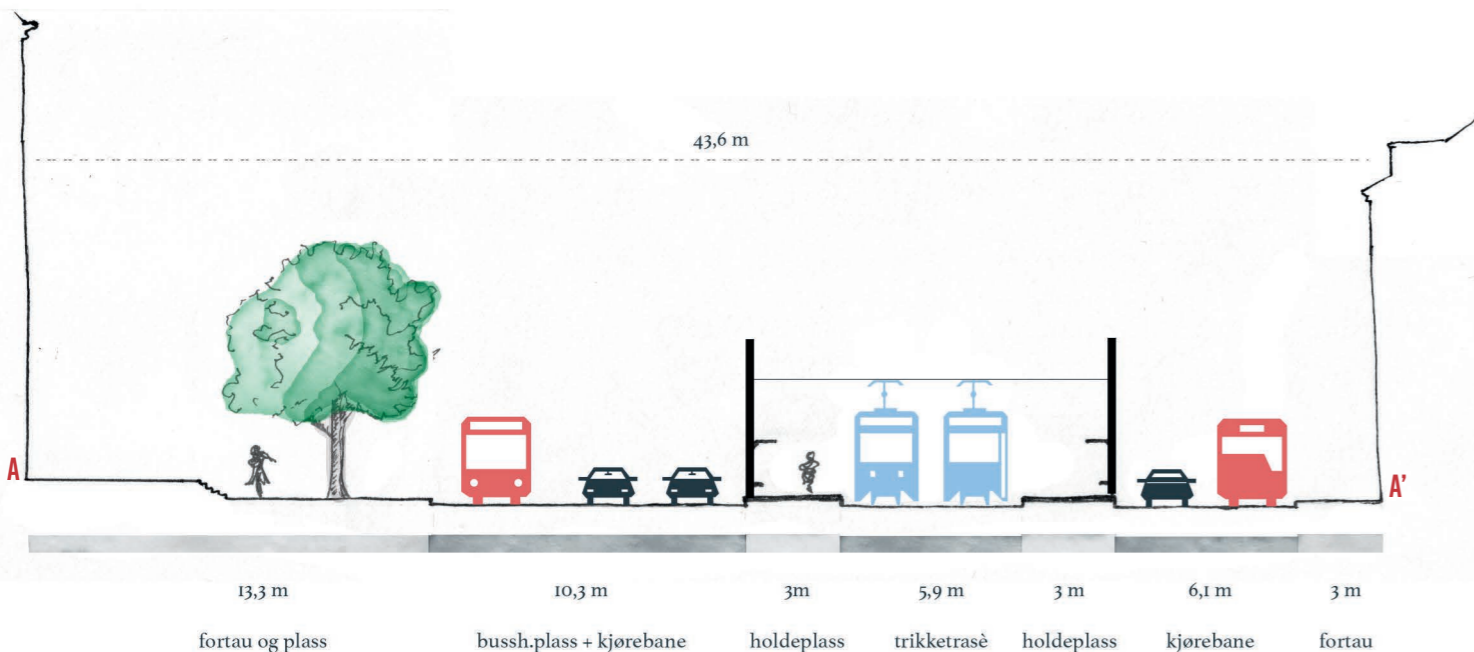 43,6 m
A
A'
13,3 m
10,3 m
3m
5,9 m
3 m
6,1 m
3 m
fortau og plass
bussh.plass + kjørebane
holdeplass
trikketrasè
holdeplass
kjørebane
fortau